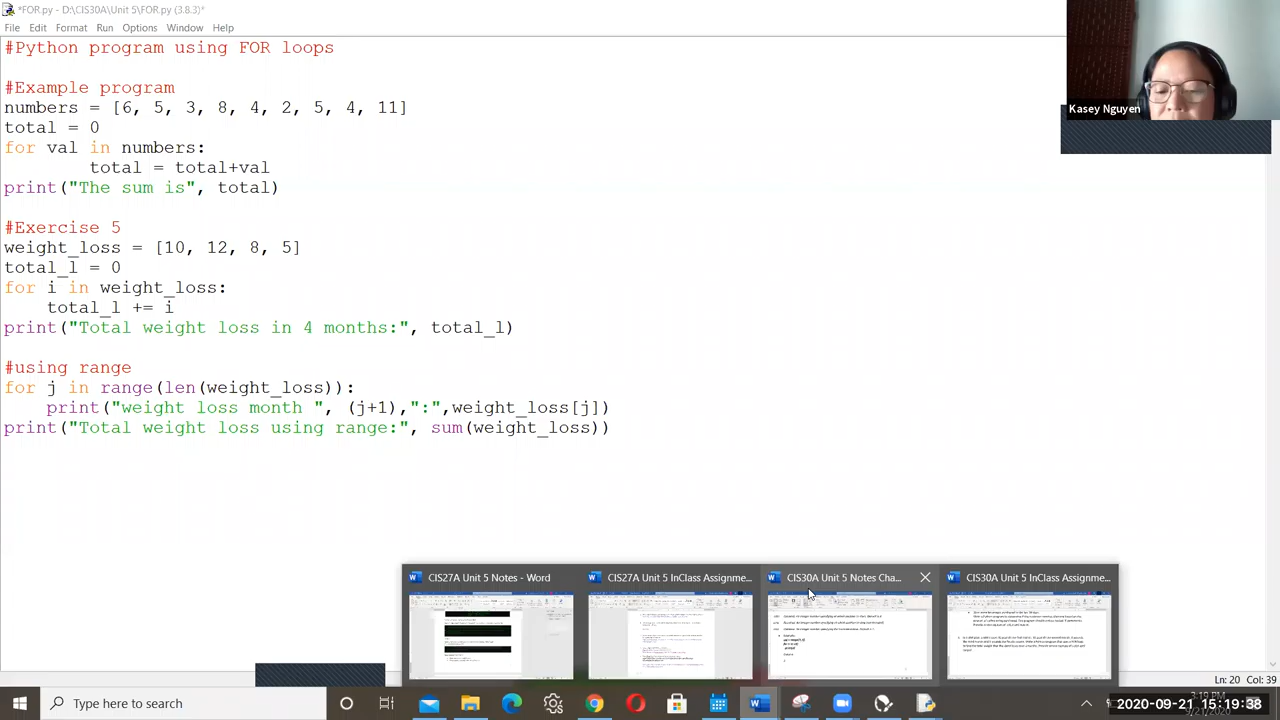 *FOR.py - D:\CIS30A\Unit 5\FOR.py (3.8.3)*
File Edit Format Run Options Window Help
#Python program using FOR loops
#Example program
numbers = [6, 5, 3, 8, 4, 2, 5, 4, 11]
total = 0
for val in numbers:
total = total+val
print("The sum is", total)
#Exercise 5
weight_loss = [10, 12, 8, 5]
total_l = 0
for i in weight_loss:
total_l += i
print("Total weight loss in 4 months:", total_l)
#using range
for j in range(len(weight_loss)):
print("weight loss month ", (j+1),":",weight_loss[j])
print("Total weight loss using range:", sum(weight_loss))
Kasey Nguyen
CIS27A Unit 5 Notes - Word
CIS27A Unit 5 InClass Assignme...
CIS30A Unit 5 Notes Cha...
CIS30A Unit 5 InClass Assignme...
Ln: 20 Col: 39
Type here to search
3:19 PM
2020-09-21 15:19:38